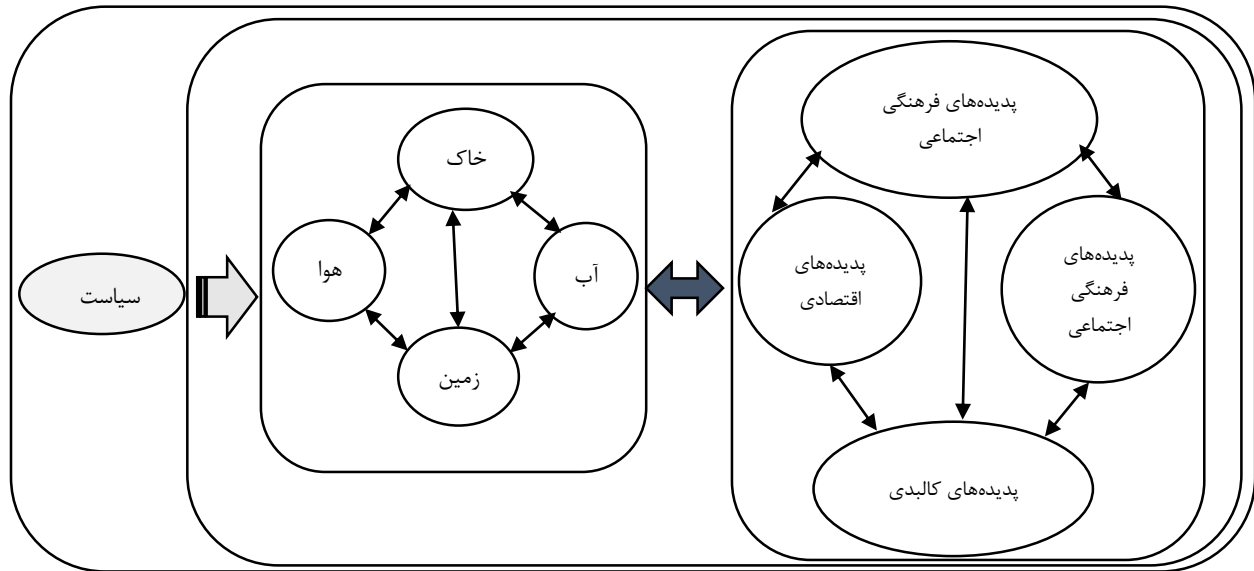 پدیده‌های فرهنگی
اجتماعی
پدیده‌های
فرهنگی
اجتماعی
پدیده‌های
اقتصادی
پدیده‌های کالبدی
خاک
آب
هوا
زمین
سیاست